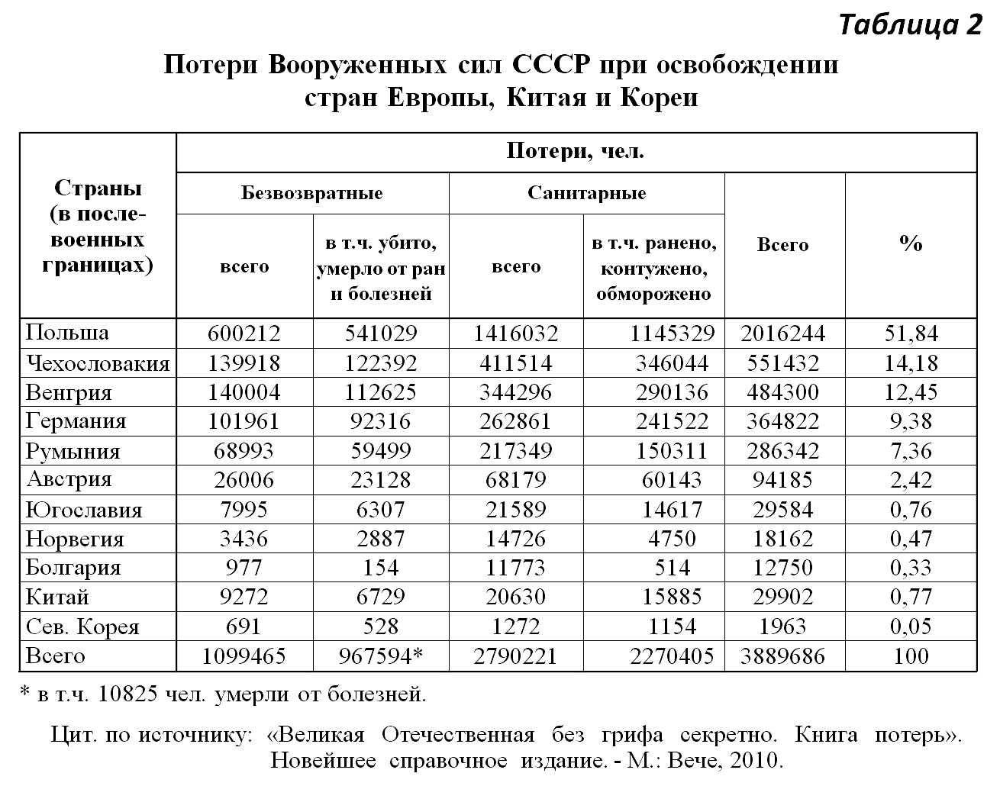 Таблица 2
Потери Вооруженных сил СССР при освобождении
стран Европы, Китая и Кореи
Страны
(в после-
военных
границах)
Потери, чел.
Безвозвратные Санитарные Всего %
всего
в т.ч. убито,
умерло от ран
и болезней
всего
в т.ч. ранено,
контужено,
обморожено
Польша 600212 541029 1416032 1145329 2016244 51,84
Чехословакия 139918 122392 411514 346044 551432 14,18
Венгрия 140004 112625 344296 290136 484300 12,45
Германия 101961 92316 262861 241522 364822 9,38
Румыния 68993 59499 217349 150311 286342 7,36
Австрия 26006 23128 68179 60143 94185 2,42
Югославия 7995 6307 21589 14617 29584 0,76
Норвегия 3436 2887 14726 4750 18162 0,47
Болгария 977 154 11773 514 12750 0,33
Китай 9272 6729 20630 15885 29902 0,77
Сев. Корея 691 528 1272 1154 1963 0,05
Всего 1099465 967594* 2790221 2270405 3889686 100
* в т.ч. 10825 чел. умерли от болезней.
Цит. по источнику: «Великая Отечественная без грифа секретно. Книга потерь».
Новейшее справочное издание. - М.: Вече, 2010.